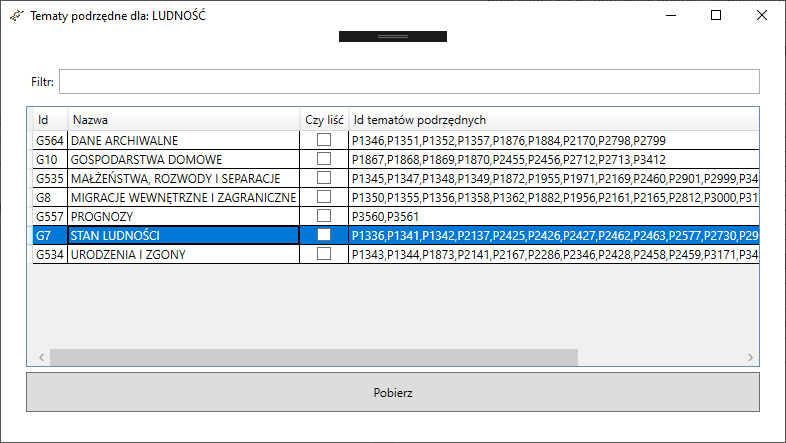 Tematy podrzędne dla: LUDNOŚĆ
Filtr:
Id Nazwa Czy liść Id tematów podrzędnych
G564 DANE ARCHIWALNE P1346,P1351,P1352,P1357,P1876,P1884,P2170,P2798,P2799
G10 GOSPODARSTWA DOMOWE P1867,P1868,P1869,P1870,P2455,P2456,P2712,P2713,P3412
G535 MAŁŻEŃSTWA, ROZWODY I SEPARACJE P1345,P1347,P1348,P1349,P1872,P1955,P1971,P2169,P2460,P2901,P2999,P34
G8 MIGRACJE WEWNĘTRZNE I ZAGRANICZNE P1350,P1355,P1356,P1358,P1362,P1882,P1956,P2161,P2165,P2812,P3000,P31
G557 PROGNOZY P3560,P3561
G7 STAN LUDNOŚCI P1336,P1341,P1342,P2137,P2425,P2426,P2427,P2462,P2463,P2577,P2730,P29
G534 URODZENIA I ZGONY P1343,P1344,P1873,P2141,P2167,P2286,P2346,P2428,P2458,P2459,P3171,P34
Pobierz